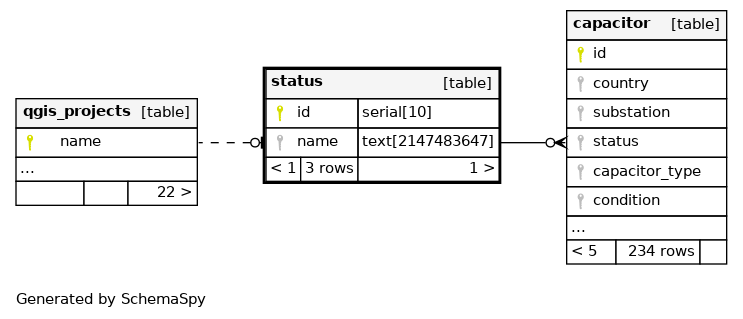 qgis_projects [table]
name
...
22 >
status [table]
id serial[10]
name text[2147483647]
< 1 3 rows 1 >
capacitor [table]
id
country
substation
status
capacitor_type
condition
...
< 5 234 rows
Generated by SchemaSpy